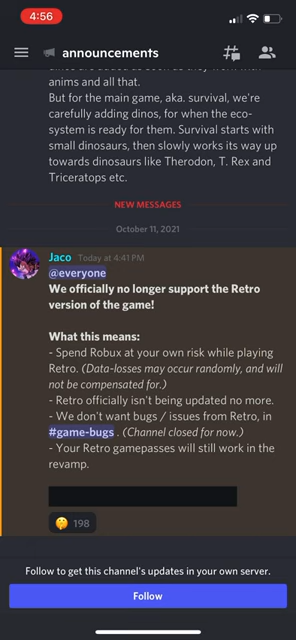 4:56
announcements
anims and all that.
But for the main game, aka. survival, we're
carefully adding dinos, for when the eco-
system is ready for them. Survival starts with
small dinosaurs, then slowly works its way up
towards dinosaurs like Therodon, T. Rex and
Triceratops etc.
NEW MESSAGES
October 11, 2021
Jaco Today at 4:41 PM
@everyone
We officially no longer support the Retro
version of the game!
What this means:
- Spend Robux at your own risk while playing
Retro. (Data-losses may occur randomly, and will
not be compensated for.)
- Retro officially isn't being updated no more.
- We don't want bugs / issues from Retro, in
#game-bugs . (Channel closed for now.)
- Your Retro gamepasses will still work in the
revamp.
198
Follow to get this channel's updates in your own server.
Follow